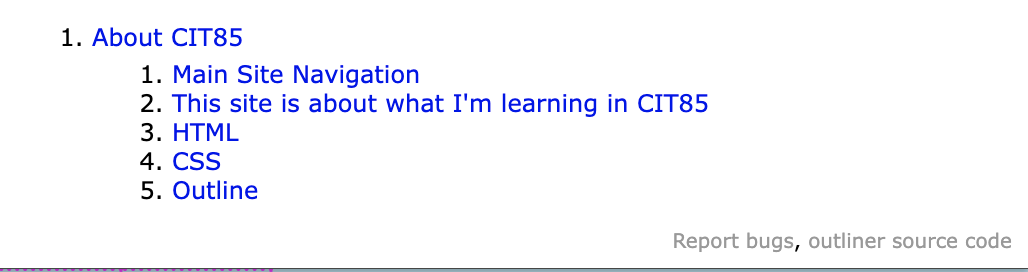 1. About CIT85
1. Main Site Navigation
2. This site is about what I'm learning in CIT85
3. HTML
4. CSS
5. Outline
Report bugs, outliner source code